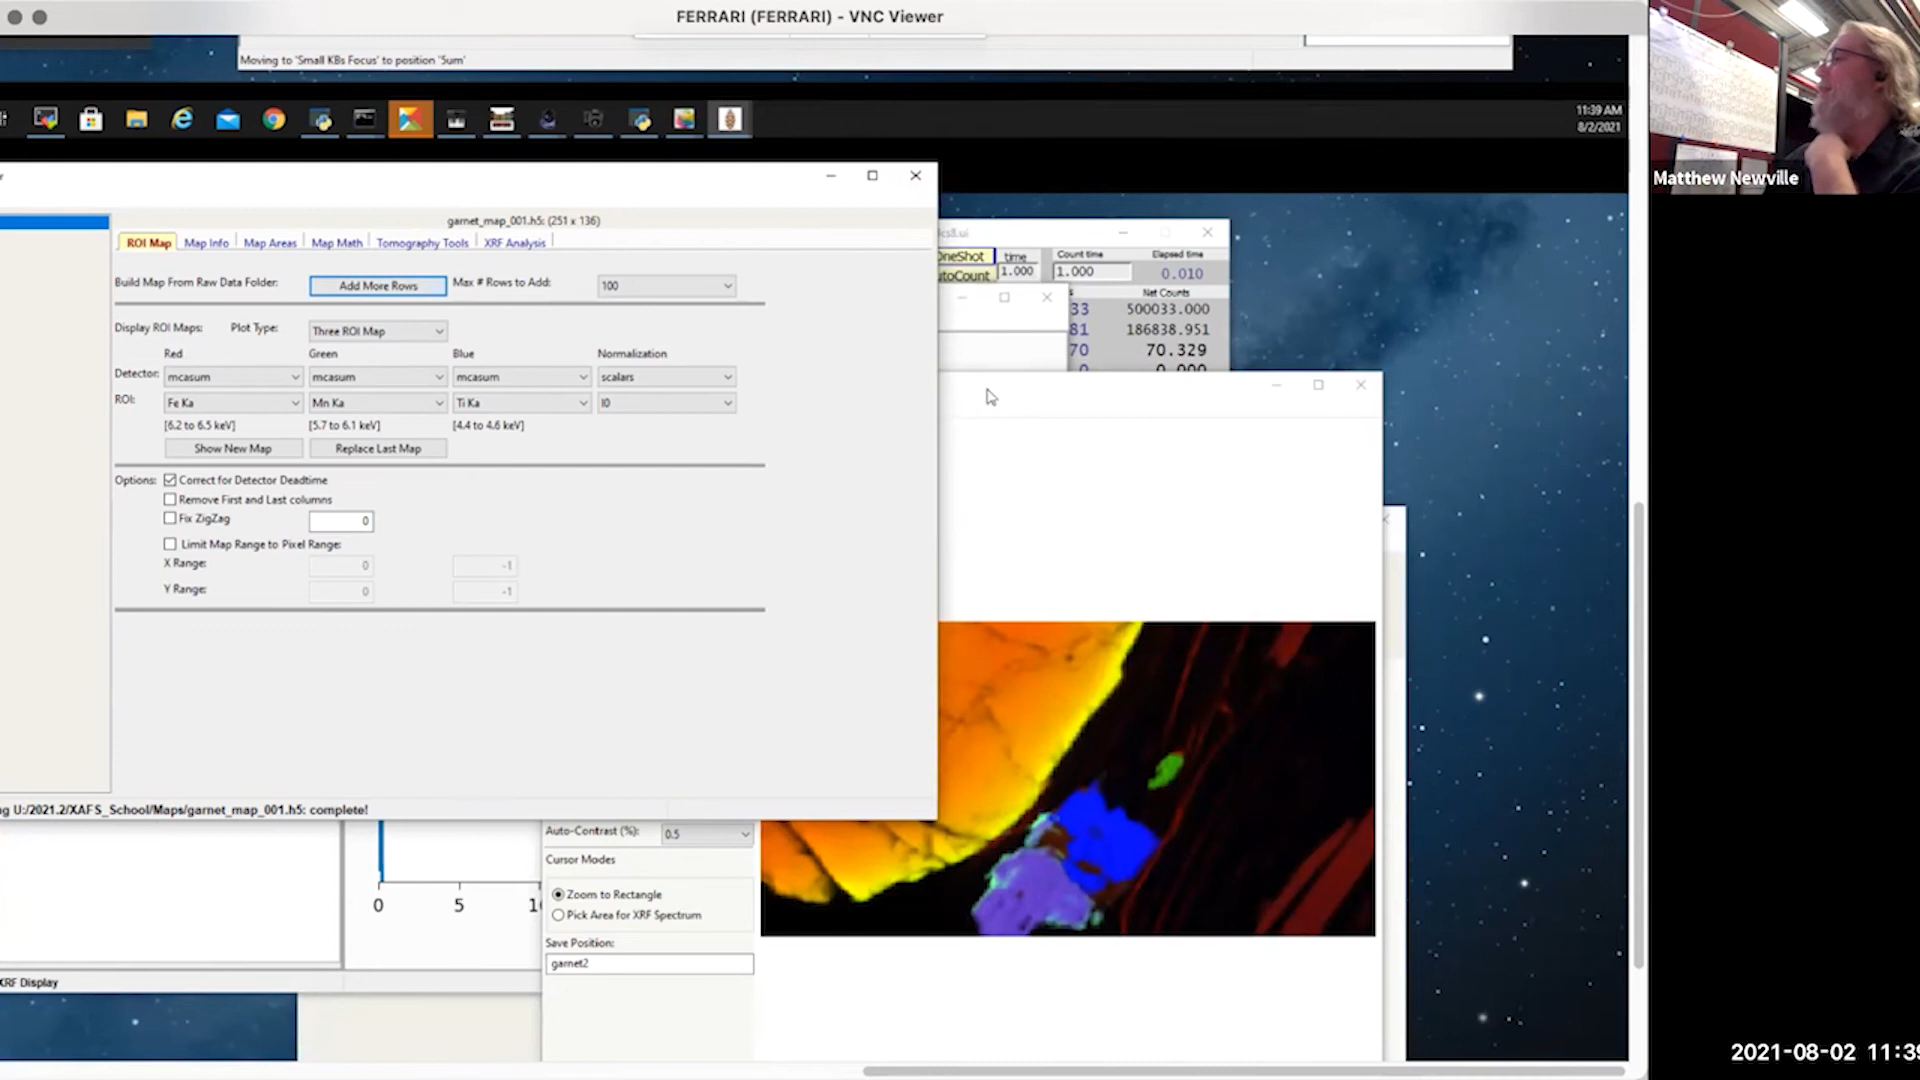 FERRARI (FERRARI) - VNC Viewer
Moving to 'Small KBs Focus' to position '5um'
11:39 AM
8/2/2021
Matthew Newville
garnet_map_001.h5: (251 x 136)
ROI Map Map Info Map Areas Map Math Tomography Tools XRF Analysis
Build Map From Raw Data Folder: Add More Rows Max # Rows to Add: 100
Display ROI Maps: Plot Type: Three ROI Map
Red Green Blue Normalization
Detector: mcasum mcasum mcasum scalars
ROI: Fe Ka Mn Ka Ti Ka I0
[6.2 to 6.5 keV] [5.7 to 6.1 keV] [4.4 to 4.6 keV]
Show New Map Replace Last Map
Options: Correct for Detector Deadtime
Remove First and Last columns
Fix ZigZag 0
Limit Map Range to Pixel Range:
X Range: 0 -1
Y Range: 0 -1
ng U:/2021.2/XAFS_School/Maps/garnet_map_001.h5: complete!
OneShot time Count time Elapsed time
utoCount 1.000 1.000 0.010
Net Counts
33 500033.000
81 186838.951
70 70.329
0 0.000
Auto-Contrast (%): 0.5
Cursor Modes
Zoom to Rectangle
Pick Area for XRF Spectrum
Save Position:
garnet2
0 5 10
XRF Display
2021-08-02 11:39